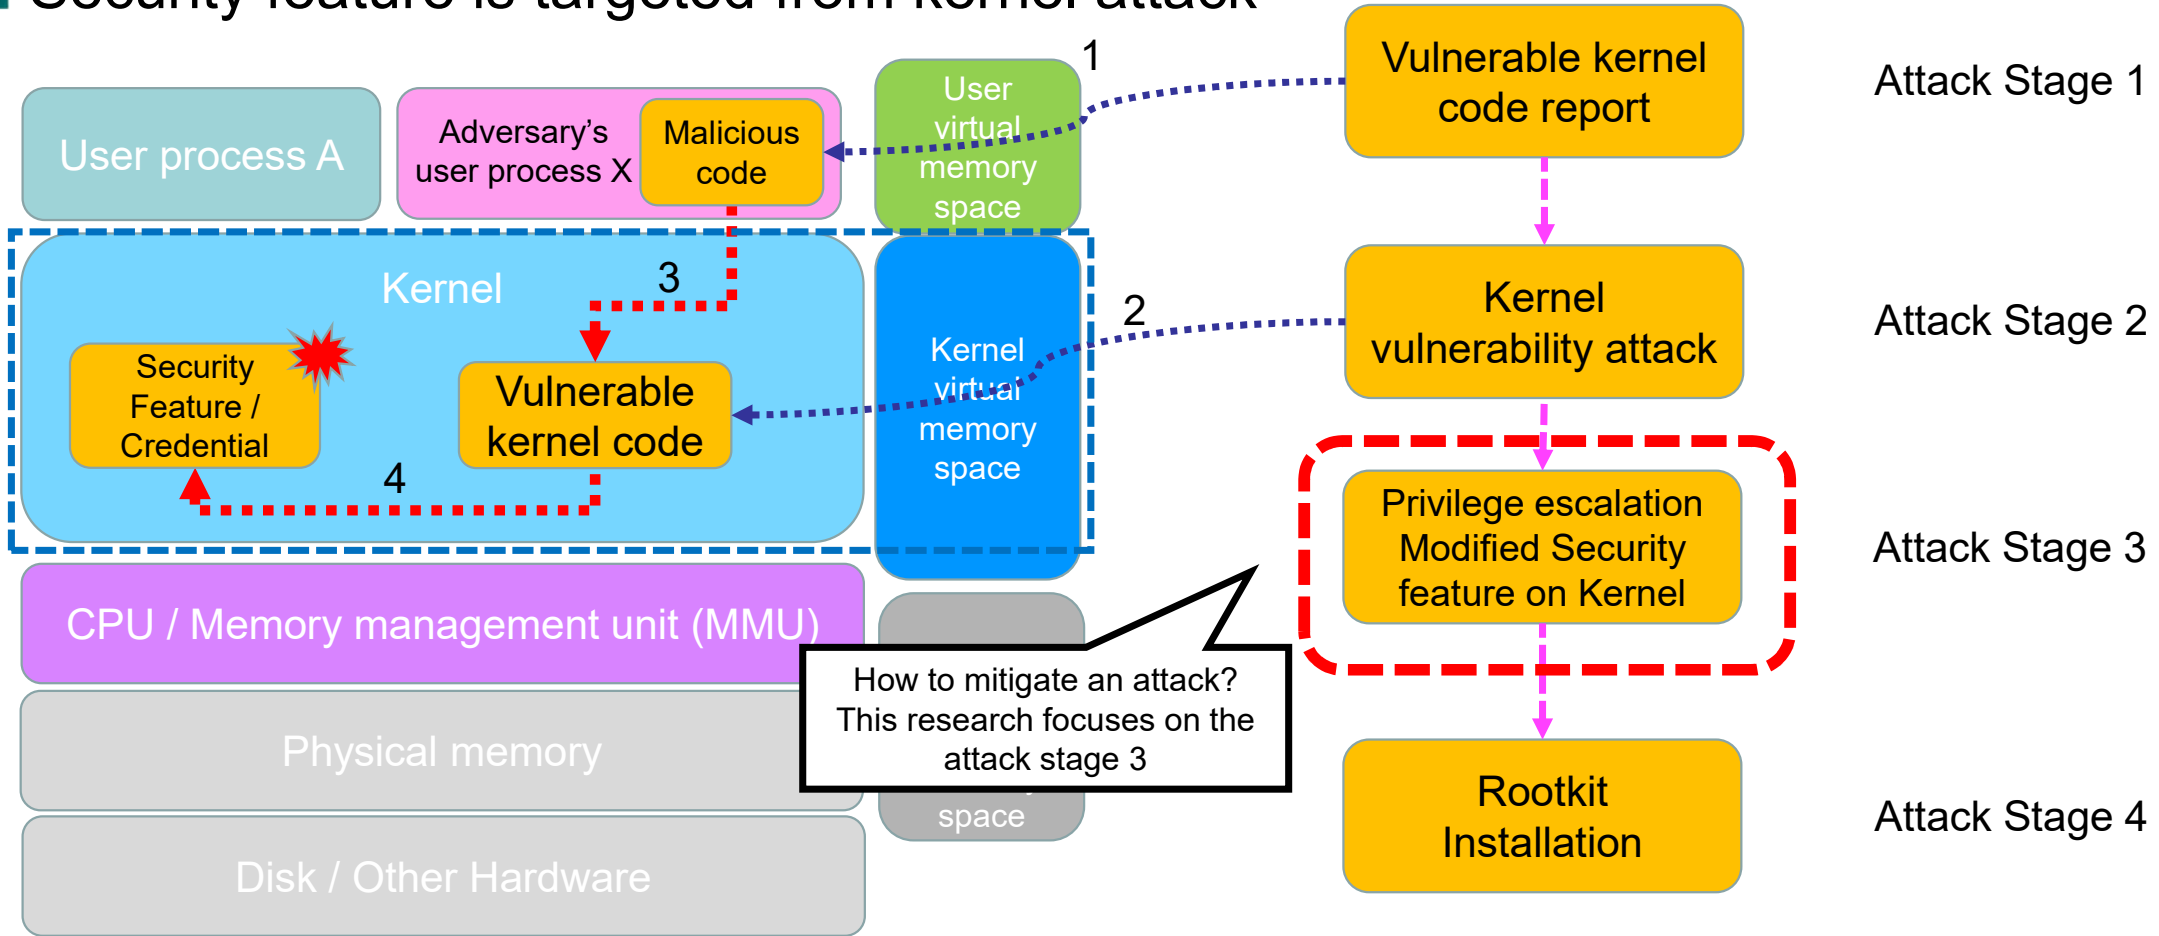 Security feature is targeted from kernel attack
User process A
Adversary's
user process X
Malicious
code
User
virtual
memory
space
1
Vulnerable kernel
code report
Attack Stage 1
Kernel
3
Security
Feature /
Credential
Vulnerable
kernel code
4
Kernel
virtual
memory
space
2
Kernel
vulnerability attack
Attack Stage 2
Privilege escalation
Modified Security
feature on Kernel
Attack Stage 3
CPU / Memory management unit (MMU)
How to mitigate an attack?
This research focuses on the
attack stage 3
Physical memory
space
Disk / Other Hardware
Rootkit
Installation
Attack Stage 4